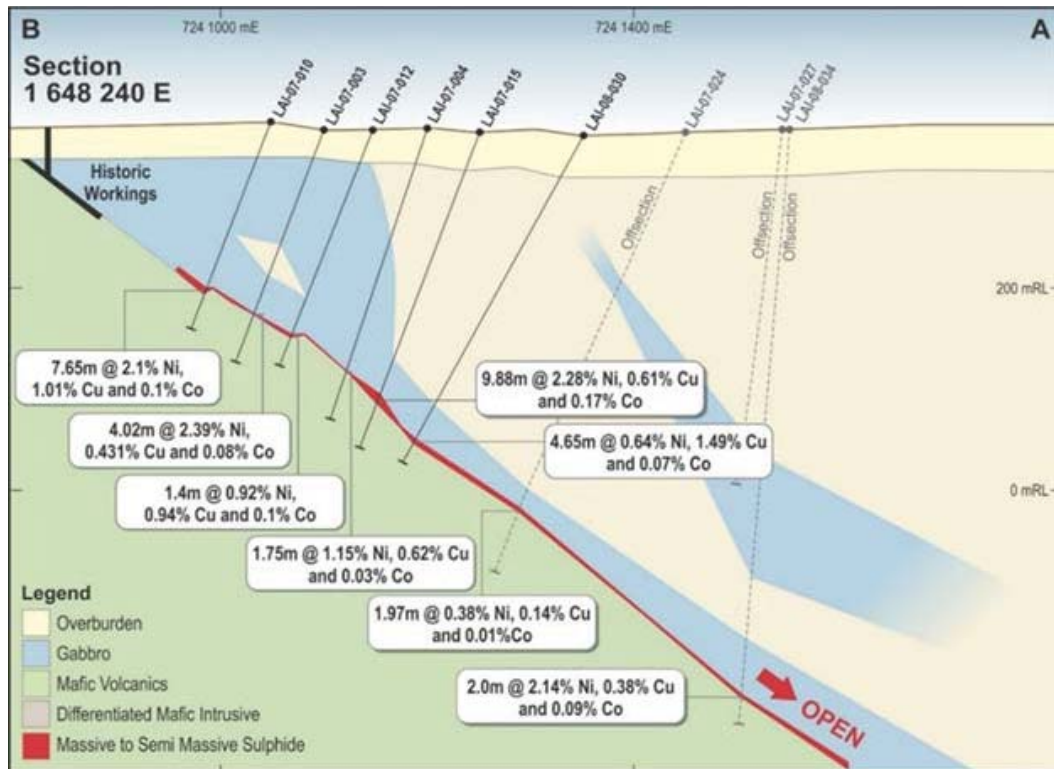 B
724 1000 mE
724 1400 mE
A
Section
1 648 240 E
LAI-07-010
LAI-07-003
LAI-07-012
LAI-07-004
LAI-07-015
LAI-08-030
LAI-07-024
LAI-07-027
LAI-08-034
Historic
Workings
Offsection
Offsection
Offsection
200 mRL
7.65m @ 2.1% Ni,
1.01% Cu and 0.1% Co
9.88m @ 2.28% Ni, 0.61% Cu
and 0.17% Co
4.02m @ 2.39% Ni,
0.431% Cu and 0.08% Co
4.65m @ 0.64% Ni, 1.49% Cu
and 0.07% Co
1.4m @ 0.92% Ni,
0.94% Cu and 0.1% Co
0 mRL
1.75m @ 1.15% Ni, 0.62% Cu
and 0.03% Co
1.97m @ 0.38% Ni, 0.14% Cu
and 0.01%Co
2.0m @ 2.14% Ni, 0.38% Cu
and 0.09% Co
OPEN
Legend
Overburden
Gabbro
Mafic Volcanics
Differentiated Mafic Intrusive
Massive to Semi Massive Sulphide